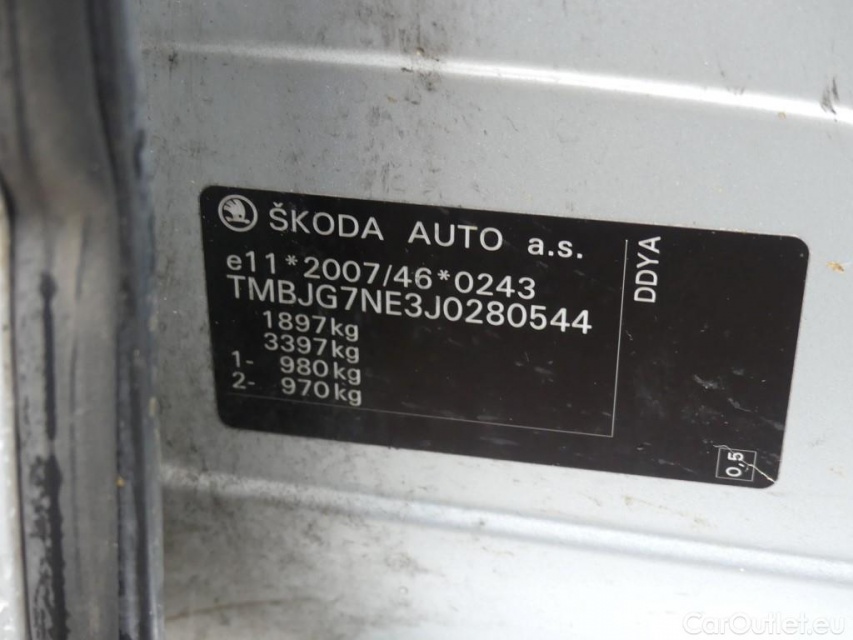 ŠKODA AUTO a.s.
e11*2007/46*0243
TMBJG7NE3J0280544
1897kg
3397kg
1- 980kg
2- 970kg
DDYA
0,5
CarOutlet.eu